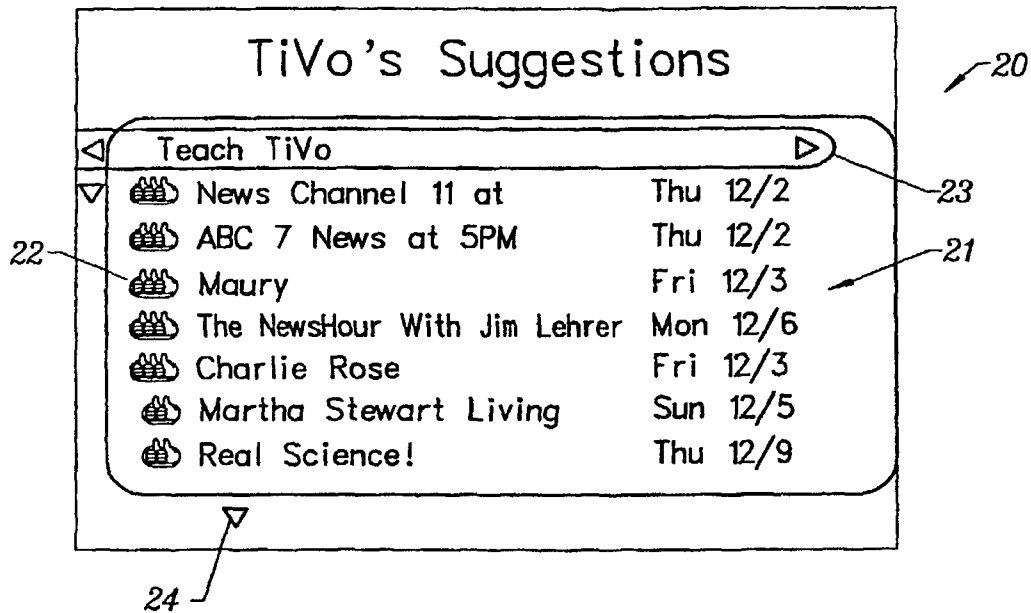 TiVo's Suggestions
20
Teach TiVo
23
News Channel 11 at Thu 12/2
ABC 7 News at 5PM Thu 12/2
21
22
Maury Fri 12/3
The NewsHour With Jim Lehrer Mon 12/6
Charlie Rose Fri 12/3
Martha Stewart Living Sun 12/5
Real Science! Thu 12/9
24